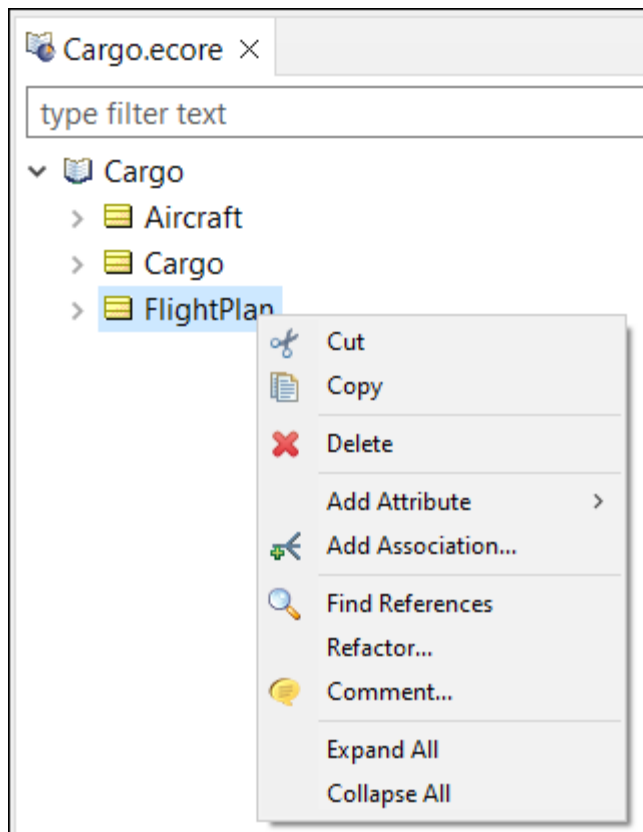 Cargo.ecore
type filter text
Cargo
Aircraft
Cargo
FlightPlan
Cut
Copy
Delete
Add Attribute
Add Association...
Find References
Refactor...
Comment...
Expand All
Collapse All